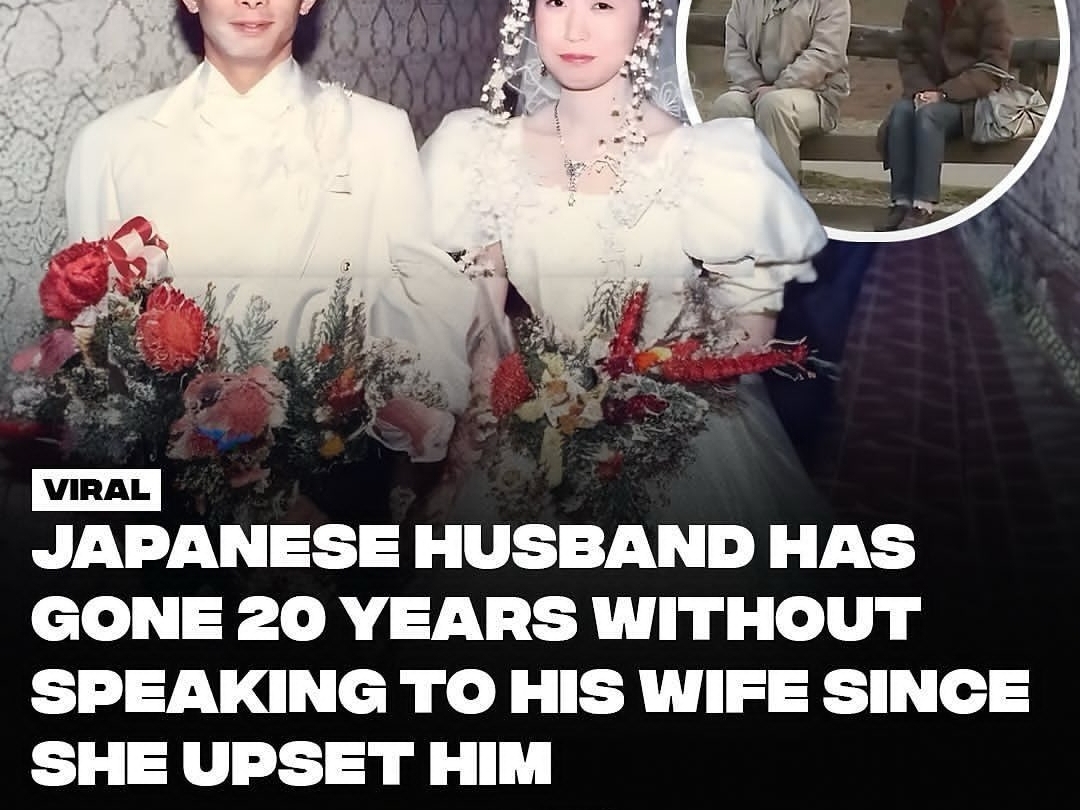 VIRAL
JAPANESE HUSBAND HAS
GONE 20 YEARS WITHOUT
SPEAKING TO HIS WIFE SINCE
SHE UPSET HIM